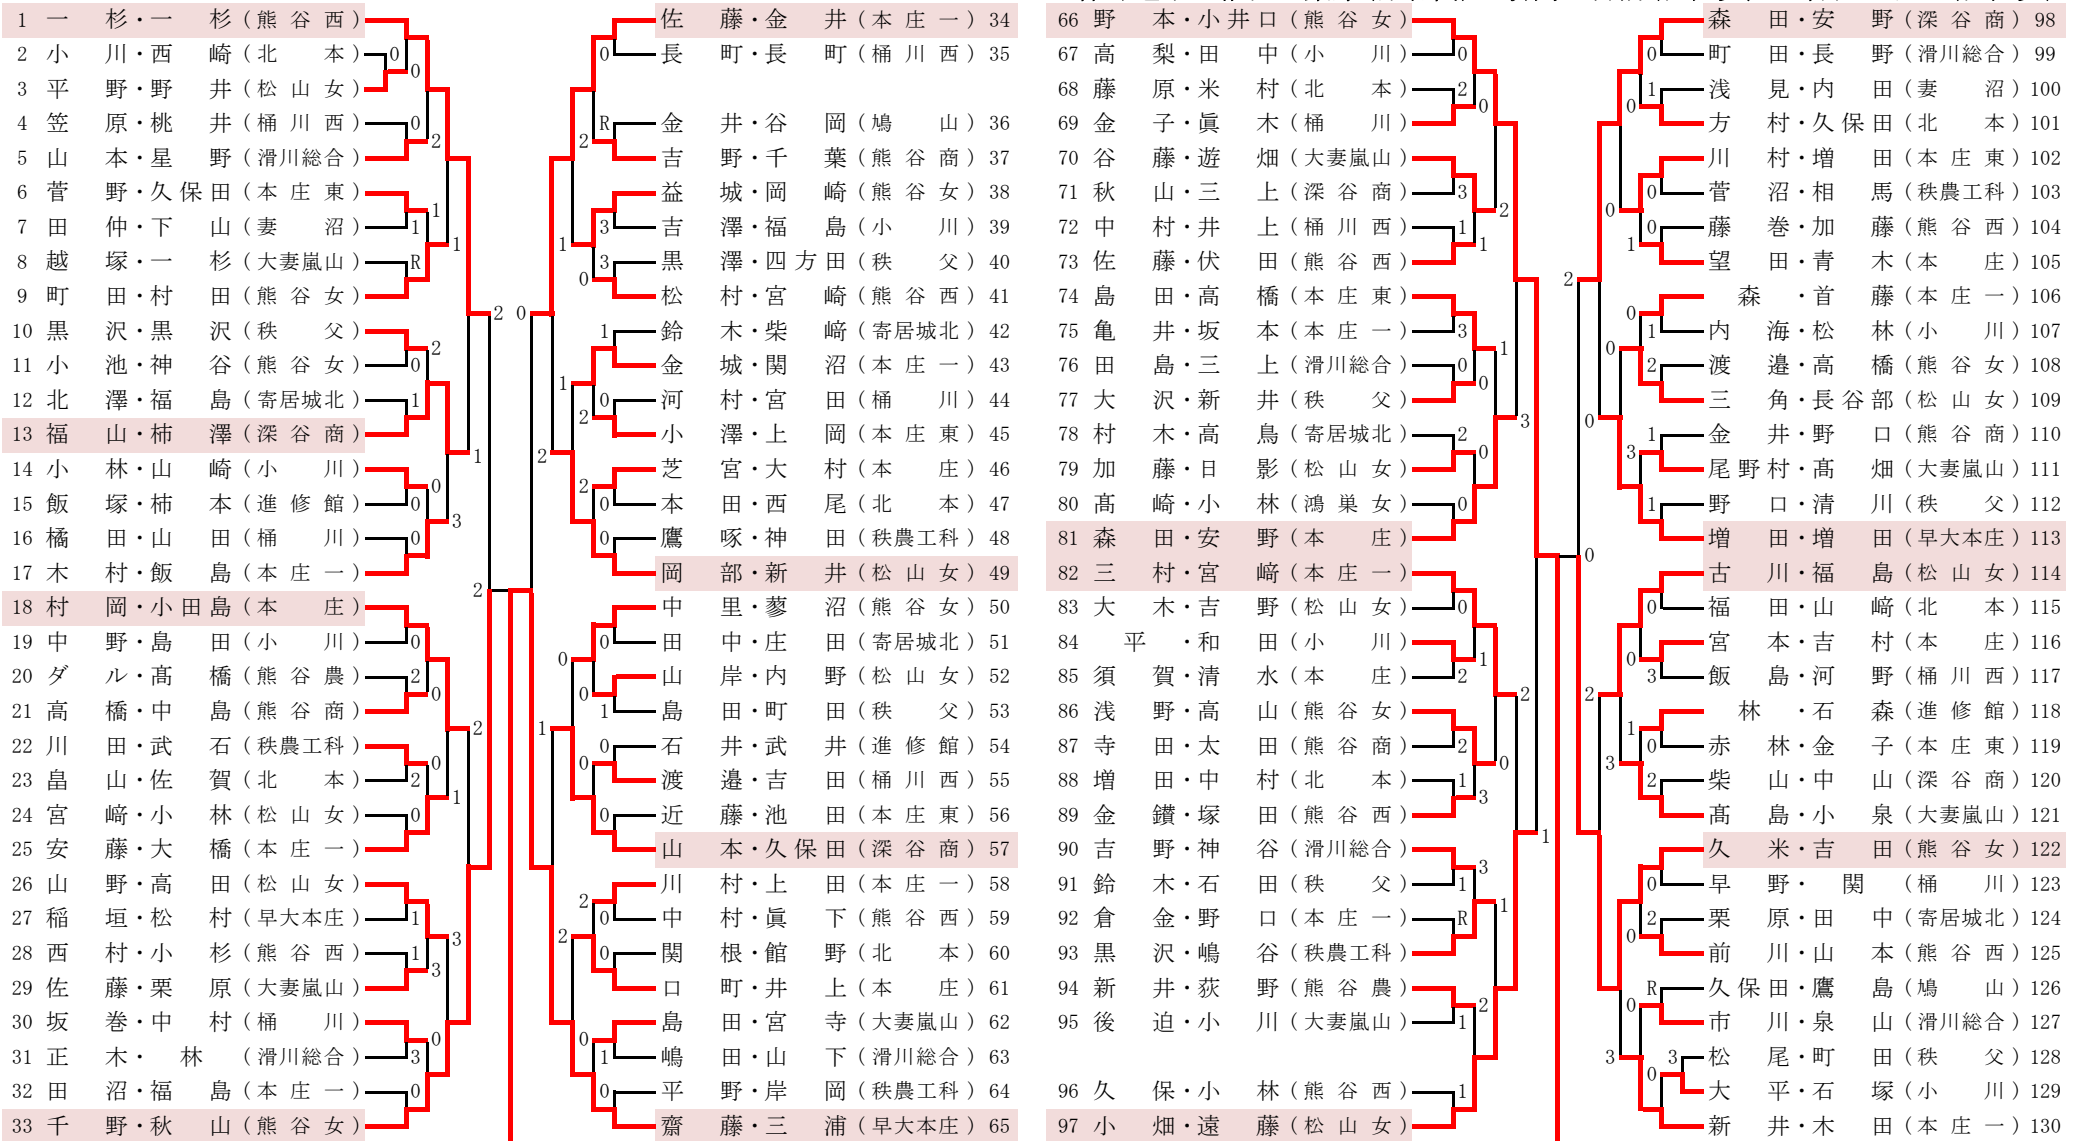 1 一 杉・一 杉 (熊 谷 西)
2 小 川・西 崎 (北 本)
3 平 野・野 井 (松 山 女)
4 笠 原・桃 井 (桶 川 西)
5 山 本・星 野 (滑川総合)
6 菅 野・久保田 (本 庄 東)
7 田 仲・下 山 (妻 沼)
8 越 塚・一 杉 (大妻嵐山)
9 町 田・村 田 (熊 谷 女)
10 黒 沢・黒 沢 (秩 父)
11 小 池・神 谷 (熊 谷 女)
12 北 澤・福 島 (寄居城北)
13 福 山・柿 澤 (深 谷 商)
14 小 林・山 崎 (小 川)
15 飯 塚・柿 本 (進 修 館)
16 橘 田・山 田 (桶 川)
17 木 村・飯 島 (本 庄 一)
18 村 岡・小田島 (本 庄)
19 中 野・島 田 (小 川)
20 ダ ル・髙 橋 (熊 谷 農)
21 高 橋・中 島 (熊 谷 商)
22 川 田・武 石 (秩農工科)
23 畠 山・佐 賀 (北 本)
24 宮 﨑・小 林 (松 山 女)
25 安 藤・大 橋 (本 庄 一)
26 山 野・高 田 (松 山 女)
27 稲 垣・松 村 (早大本庄)
28 西 村・小 杉 (熊 谷 西)
29 佐 藤・栗 原 (大妻嵐山)
30 坂 巻・中 村 (桶 川)
31 正 木・ 林 (滑川総合)
32 田 沼・福 島 (本 庄 一)
33 千 野・秋 山 (熊 谷 女)
佐 藤・金 井 (本 庄 一) 34
長 町・長 町 (桶 川 西) 35
金 井・谷 岡 (鳩 山) 36
吉 野・千 葉 (熊 谷 商) 37
益 城・岡 崎 (熊 谷 女) 38
吉 澤・福 島 (小 川) 39
黒 澤・四方田 (秩 父) 40
松 村・宮 崎 (熊 谷 西) 41
鈴 木・柴 﨑 (寄居城北) 42
金 城・関 沼 (本 庄 一) 43
河 村・宮 田 (桶 川) 44
小 澤・上 岡 (本 庄 東) 45
芝 宮・大 村 (本 庄) 46
本 田・西 尾 (北 本) 47
鷹 啄・神 田 (秩農工科) 48
岡 部・新 井 (松 山 女) 49
中 里・蓼 沼 (熊 谷 女) 50
田 中・庄 田 (寄居城北) 51
山 岸・内 野 (松 山 女) 52
島 田・町 田 (秩 父) 53
石 井・武 井 (進 修 館) 54
渡 邉・吉 田 (桶 川 西) 55
近 藤・池 田 (本 庄 東) 56
山 本・久保田 (深 谷 商) 57
川 村・上 田 (本 庄 一) 58
中 村・眞 下 (熊 谷 西) 59
関 根・館 野 (北 本) 60
口 町・井 上 (本 庄) 61
島 田・宮 寺 (大妻嵐山) 62
嶋 田・山 下 (滑川総合) 63
平 野・岸 岡 (秩農工科) 64
齋 藤・三 浦 (早大本庄) 65
66 野 本・小井口 (熊 谷 女)
67 高 梨・田 中 (小 川)
68 藤 原・米 村 (北 本)
69 金 子・眞 木 (桶 川)
70 谷 藤・遊 畑 (大妻嵐山)
71 秋 山・三 上 (深 谷 商)
72 中 村・井 上 (桶 川 西)
73 佐 藤・伏 田 (熊 谷 西)
74 島 田・高 橋 (本 庄 東)
75 亀 井・坂 本 (本 庄 一)
76 田 島・三 上 (滑川総合)
77 大 沢・新 井 (秩 父)
78 村 木・高 鳥 (寄居城北)
79 加 藤・日 影 (松 山 女)
80 髙 崎・小 林 (鴻 巣 女)
81 森 田・安 野 (本 庄)
82 三 村・宮 﨑 (本 庄 一)
83 大 木・吉 野 (松 山 女)
84 平 ・和 田 (小 川)
85 須 賀・清 水 (本 庄)
86 浅 野・高 山 (熊 谷 女)
87 寺 田・太 田 (熊 谷 商)
88 増 田・中 村 (北 本)
89 金 鑚・塚 田 (熊 谷 西)
90 吉 野・神 谷 (滑川総合)
91 鈴 木・石 田 (秩 父)
92 倉 金・野 口 (本 庄 一)
93 黒 沢・嶋 谷 (秩農工科)
94 新 井・荻 野 (熊 谷 農)
95 後 迫・小 川 (大妻嵐山)
96 久 保・小 林 (熊 谷 西)
97 小 畑・遠 藤 (松 山 女)
森 田・安 野 (深 谷 商) 98
町 田・長 野 (滑川総合) 99
浅 見・内 田 (妻 沼) 100
方 村・久保田 (北 本) 101
川 村・増 田 (本 庄 東) 102
菅 沼・相 馬 (秩農工科) 103
藤 巻・加 藤 (熊 谷 西) 104
望 田・青 木 (本 庄) 105
森 ・首 藤 (本 庄 一) 106
内 海・松 林 (小 川) 107
渡 邉・高 橋 (熊 谷 女) 108
三 角・長谷部 (松 山 女) 109
金 井・野 口 (熊 谷 商) 110
尾野村・髙 畑 (大妻嵐山) 111
野 口・清 川 (秩 父) 112
増 田・増 田 (早大本庄) 113
古 川・福 島 (松 山 女) 114
福 田・山 﨑 (北 本) 115
宮 本・吉 村 (本 庄) 116
飯 島・河 野 (桶 川 西) 117
林 ・石 森 (進 修 館) 118
赤 林・金 子 (本 庄 東) 119
柴 山・中 山 (深 谷 商) 120
髙 島・小 泉 (大妻嵐山) 121
久 米・吉 田 (熊 谷 女) 122
早 野・ 関 (桶 川) 123
栗 原・田 中 (寄居城北) 124
前 川・山 本 (熊 谷 西) 125
久保田・鷹 島 (鳩 山) 126
市 川・泉 山 (滑川総合) 127
松 尾・町 田 (秩 父) 128
大 平・石 塚 (小 川) 129
新 井・木 田 (本 庄 一) 130